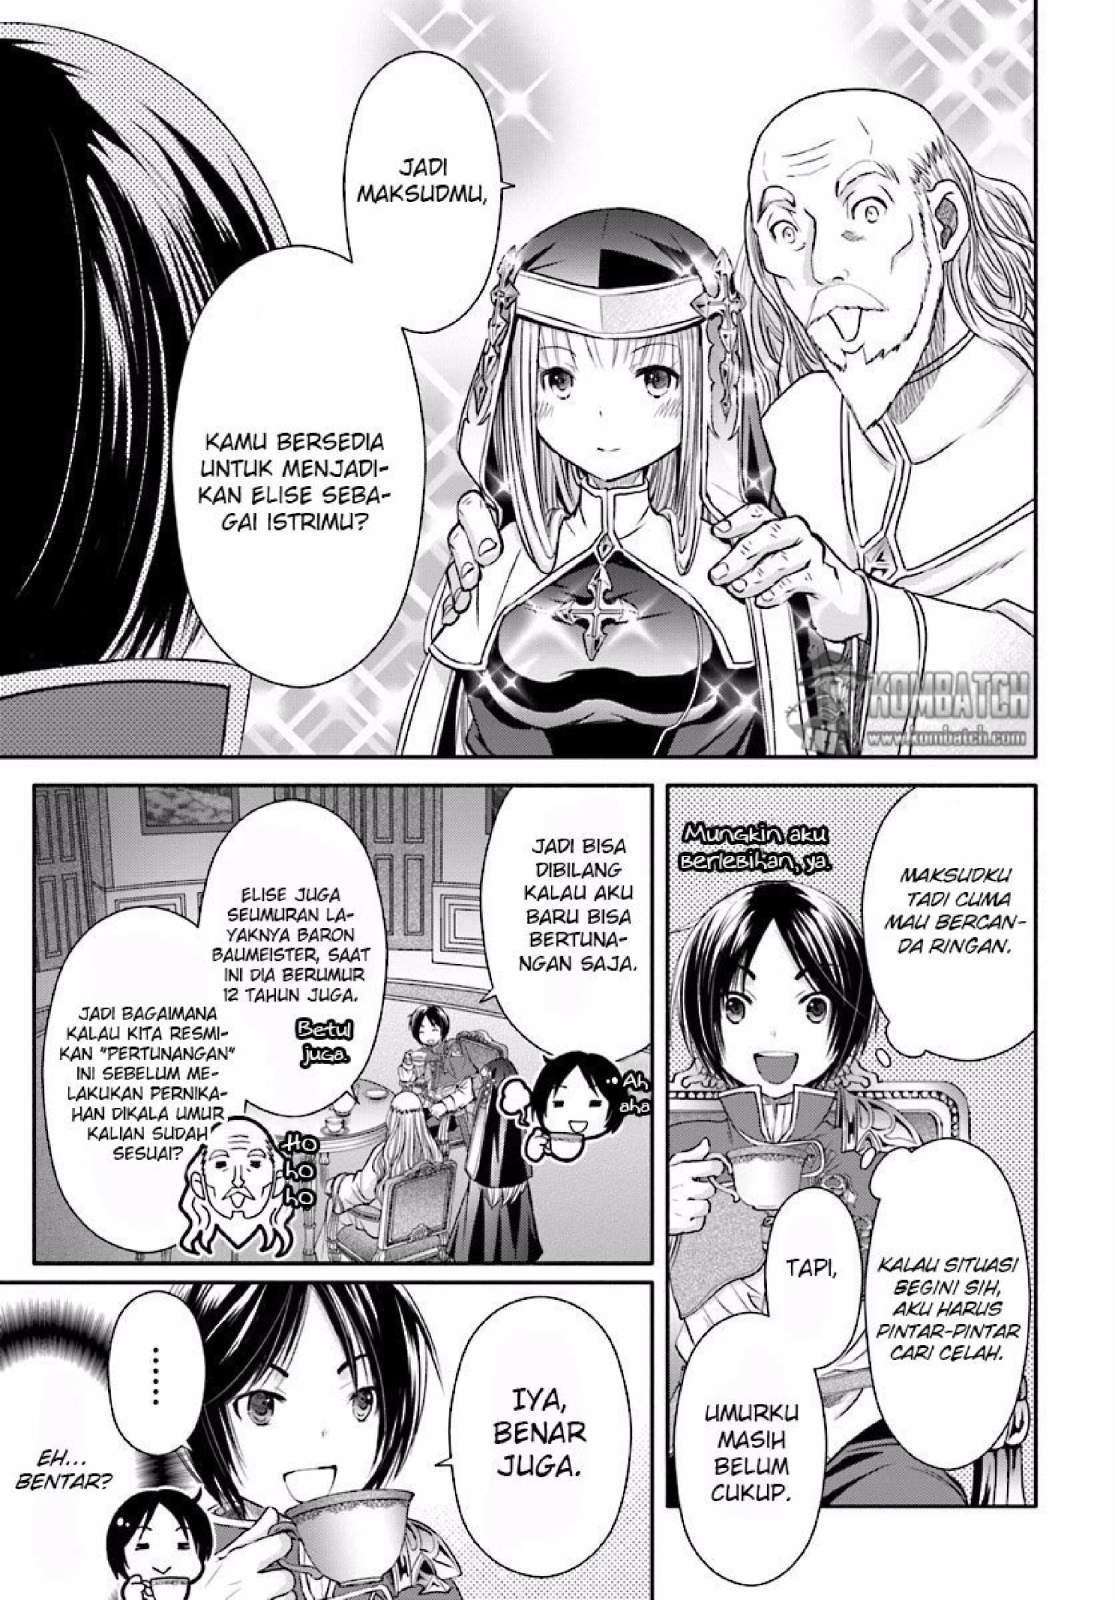 JADI
MAKSUDMU,
KAMU BERSEDIA
UNTUK MENJADI-
KAN ELISE SEBA-
GAI ISTRIMU?
KOMBATCH
www.kombatch.com
Mungkin aku
berlebihan, ya.
MAKSUDKU
TADI CUMA
MAU BERCAN-
DA RINGAN.
KALAU SITUASI
BEGINI SIH,
AKU HARUS
PINTAR-PINTAR
CARI CELAH.
TAPI,
UMURKU
MASIH
BELUM
CUKUP.
JADI BISA
DIBILANG
KALAU AKU
BARU BISA
BERTUNA-
NGAN SAJA.
Ah
aha
ELISE JUGA
SEUMURAN LA-
YAKNYA BARON
BAUMEISTER, SAAT
INI DIA BERUMUR
12 TAHUN JUGA.
Betul
juga.
JADI BAGAIMANA
KALAU KITA RESMI-
KAN "PERTUNANGAN"
INI SEBELUM ME-
LAKUKAN PERNIKA-
HAN DIKALA UMUR
KALIAN SUDAH
SESUAI?
Ho
ho
ho
IYA,
BENAR
JUGA.
......
EH...
BENTAR?